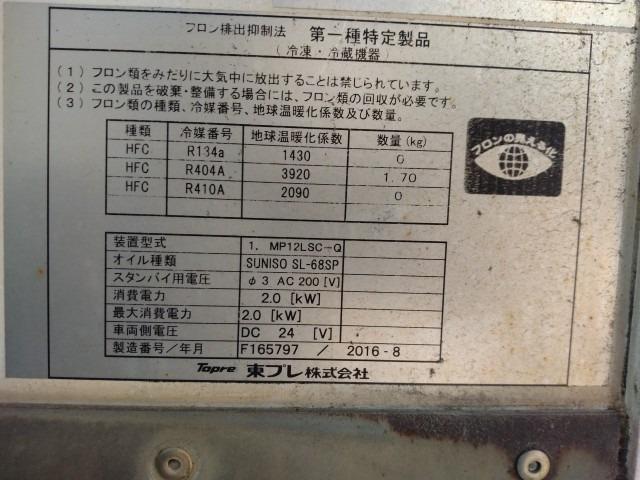 フロン排出抑制法 第一種特定製品
(冷凍・冷蔵機器)
(1) フロン類をみだりに大気中に放出することは禁じられています。
(2) この製品を破棄・整備する場合には、フロン類の回収が必要です。
(3) フロン類の種類、冷媒番号、地球温暖化係数及び数量。
種類 冷媒番号 地球温暖化係数 数量(kg)
HFC R134a 1430 0
HFC R404A 3920 1.70
HFC R410A 2090 0
フロンの見える化
装置型式 1. MP12LSC-Q
オイル種類 SUNISO SL-68SP
スタンバイ用電圧 φ3 AC 200 [V]
消費電力 2.0 [kW]
最大消費電力 2.0 [kW]
車両側電圧 DC 24 [V]
製造番号/年月 F165797 / 2016-8
Topre 東プレ株式会社